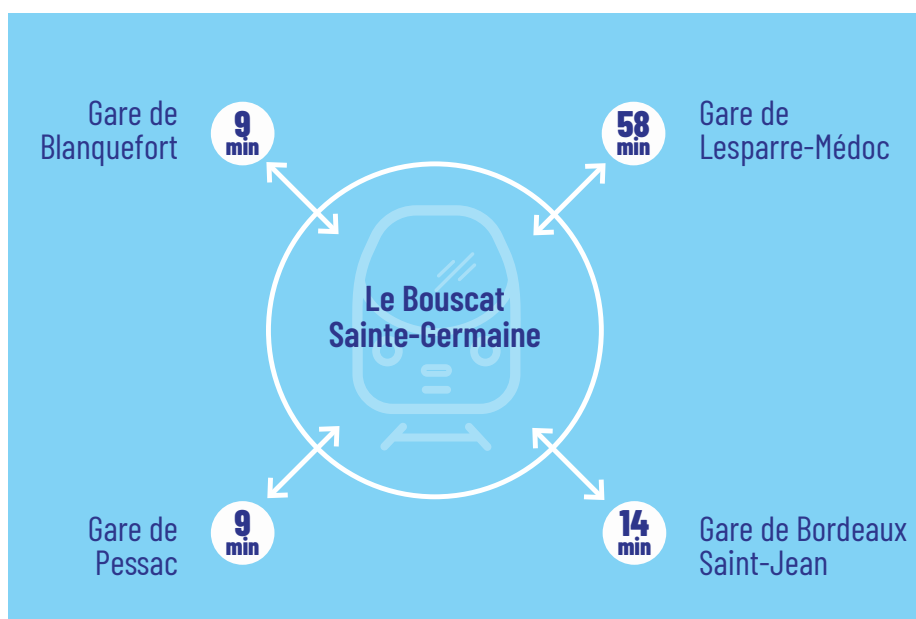 Gare de
Blanquefort
9
min
58
min
Gare de
Lesparre-Médoc
Le Bouscat
Sainte-Germaine
Gare de
Pessac
9
min
14
min
Gare de Bordeaux
Saint-Jean